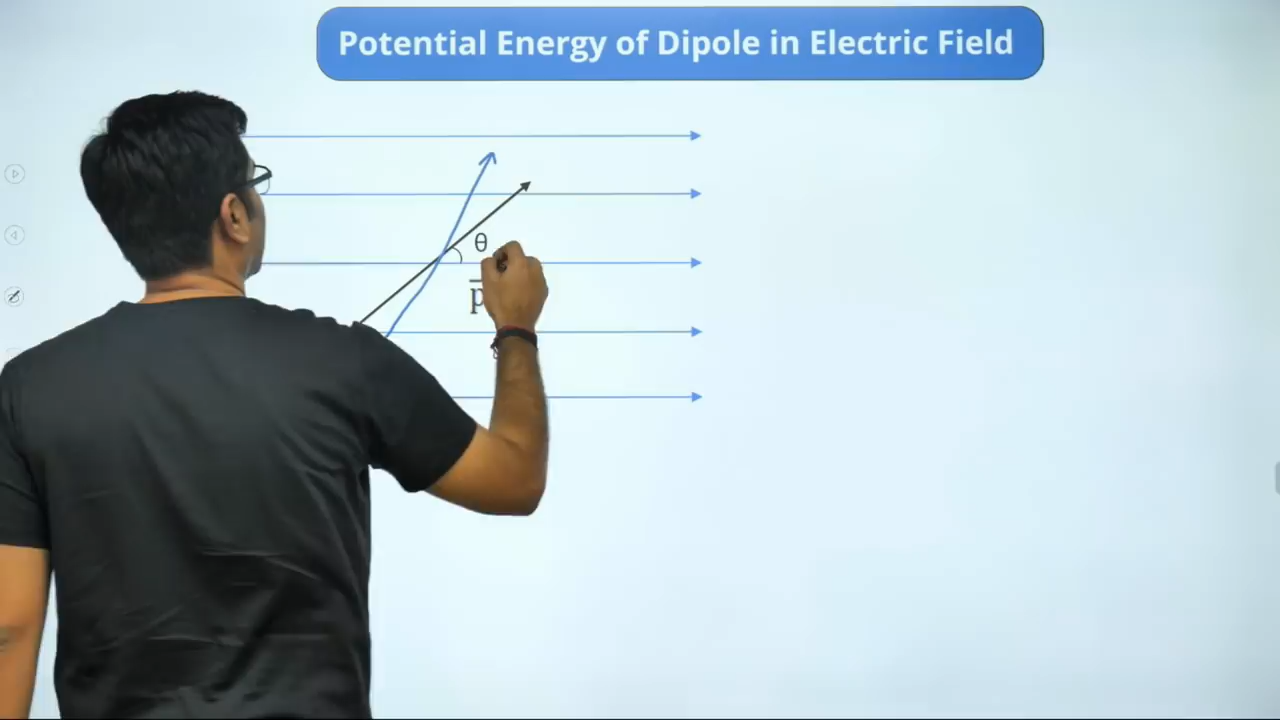 Potential Energy of Dipole in Electric Field
θ
p̅